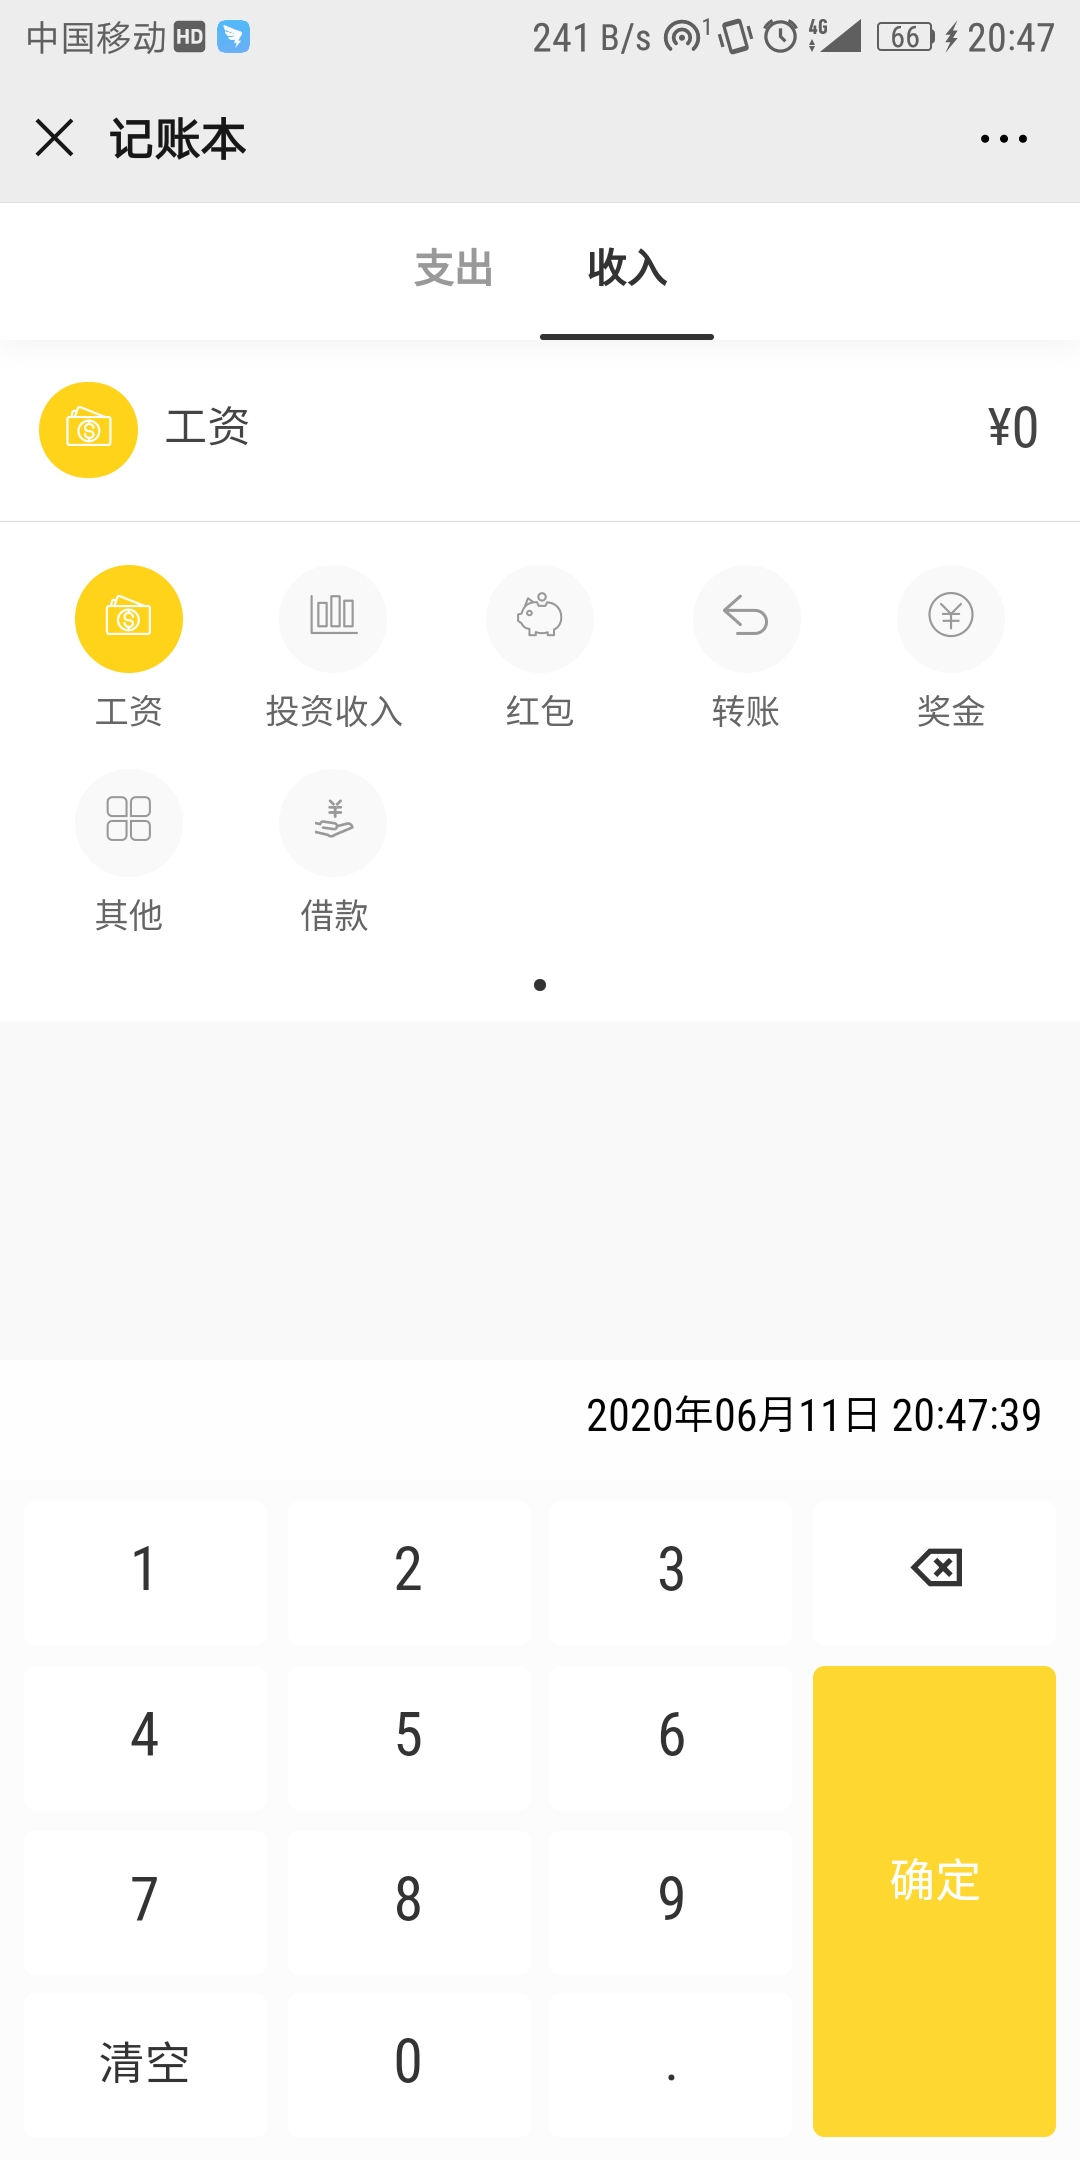 中国移动 HD 241 B/s 1 4G 66 20:47
记账本
支出 收入
工资 ¥0
工资 投资收入 红包 转账 奖金
其他 借款
2020年06月11日 20:47:39
1 2 3
4 5 6
7 8 9 确定
清空 0 .